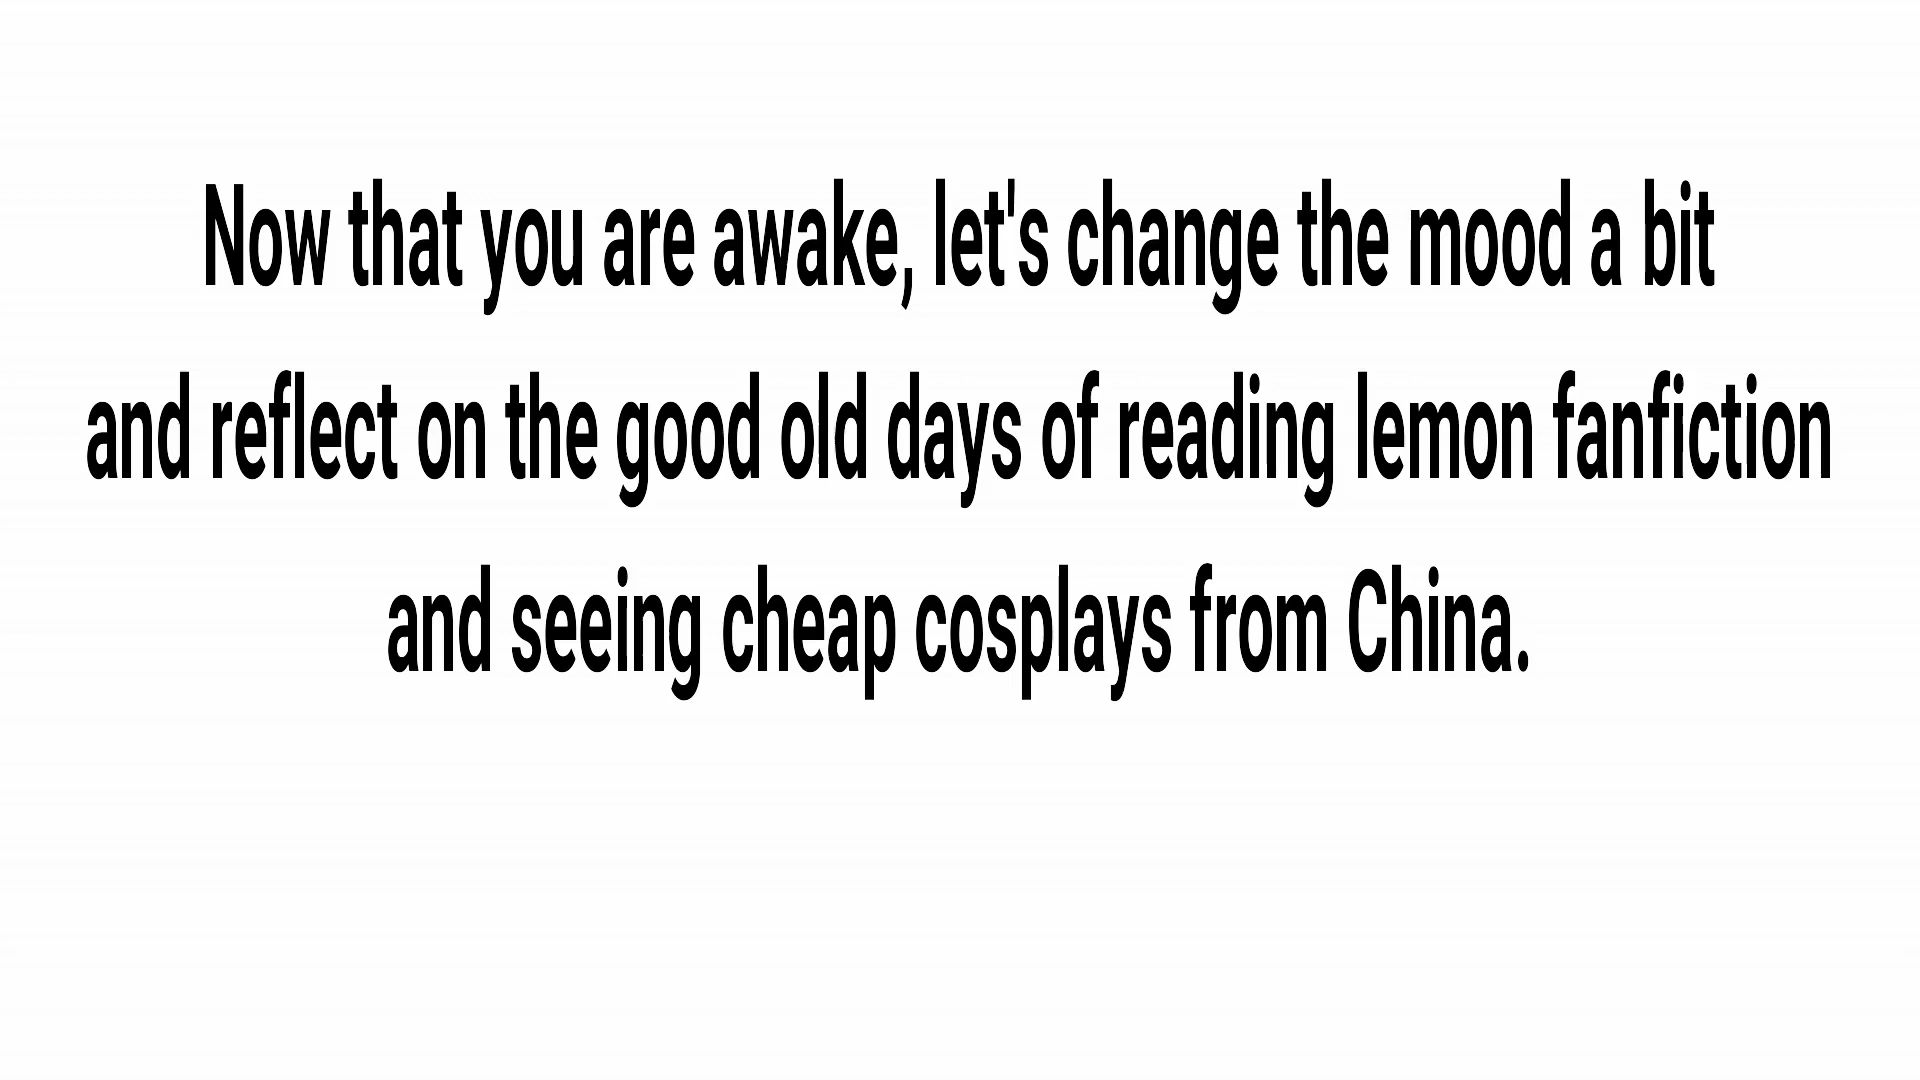 Now that you are awake, let's change the mood a bit
and reflect on the good old days of reading lemon fanfiction
and seeing cheap cosplays from China.